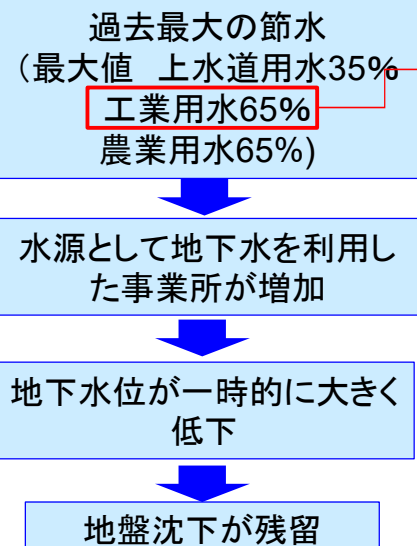 過去最大の節水
（最大値　上水道用水35%
工業用水65%
農業用水65%)
水源として地下水を利用し
た事業所が増加
地下水位が一時的に大きく
低下
地盤沈下が残留